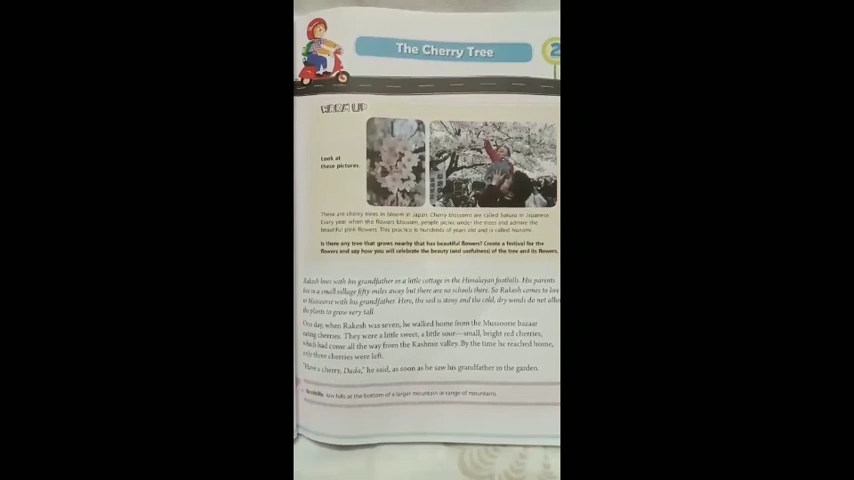 The Cherry Tree
2
WARM UP
Look at
these pictures.
These are cherry trees in bloom in Japan. Cherry blossoms are called sakura in Japanese.
Every year when the flowers blossom, people picnic under the trees and admire the
beautiful pink flowers. This practice is hundreds of years old and is called hanami.
Is there any tree that grows nearby that has beautiful flowers? Create a festival for the
flowers and say how you will celebrate the beauty (and usefulness) of the tree and its flowers.
Rakesh lives with his grandfather in a little cottage in the Himalayan foothills. His parents
live in a small village fifty miles away but there are no schools there. So Rakesh comes to live
in Mussoorie with his grandfather. Here, the soil is stony and the cold, dry winds do not allow
the plants to grow very tall.
One day, when Rakesh was seven, he walked home from the Mussoorie bazaar
eating cherries. They were a little sweet, a little sour—small, bright red cherries,
which had come all the way from the Kashmir valley. By the time he reached home,
only three cherries were left.
"Have a cherry, Dada," he said, as soon as he saw his grandfather in the garden.
foothills low hills at the bottom of a larger mountain or range of mountains